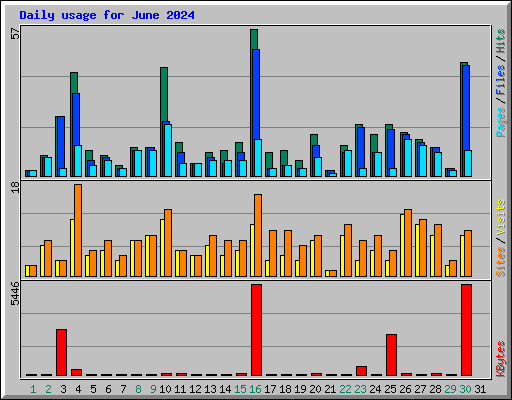 Daily usage for June 2024
57
Pages / Files / Hits
18
Sites / Visits
5446
KBytes
1 2 3 4 5 6 7 8 9 10 11 12 13 14 15 16 17 18 19 20 21 22 23 24 25 26 27 28 29 30 31